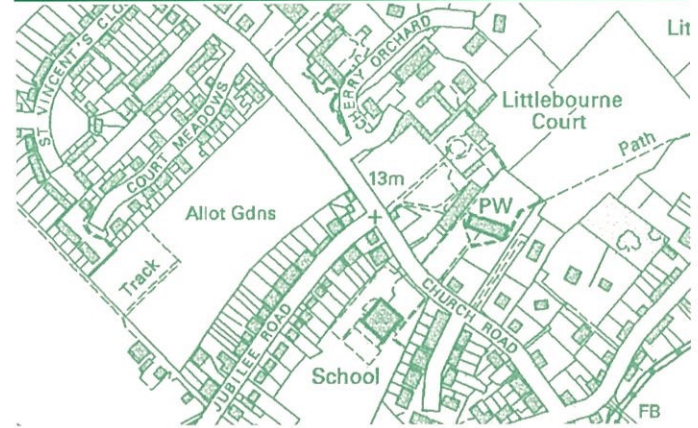 ST VINCENT'S CLO
CHERRY ORCHARD
Lit
COURT MEADOWS
Littlebourne
Court
Path
13m
PW
Allot Gdns
Track
CHURCH ROAD
JUBILEE ROAD
School
FB